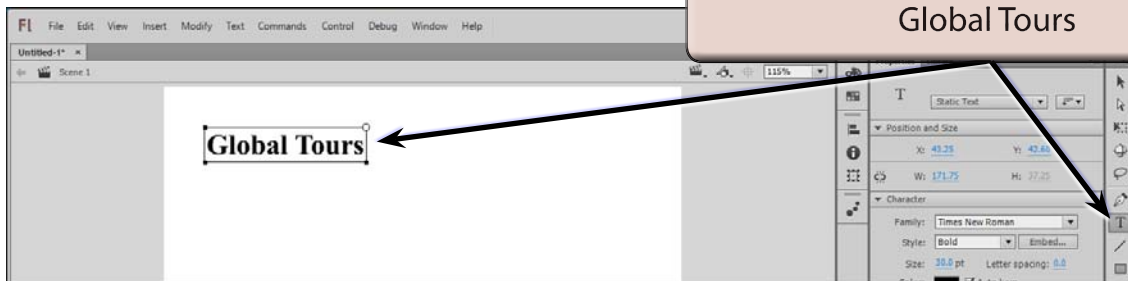 Global Tours
Fl File Edit View Insert Modify Text Commands Control Debug Window Help
Untitled-1* ×
Scene 1 115%
Global Tours
T Static Text
Position and Size
X: 43.25 Y: 43.60
W: 171.75 H: 37.25
Character
Family: Times New Roman
Style: Bold Embed...
Size: 30.0 pt Letter spacing: 0.0
T